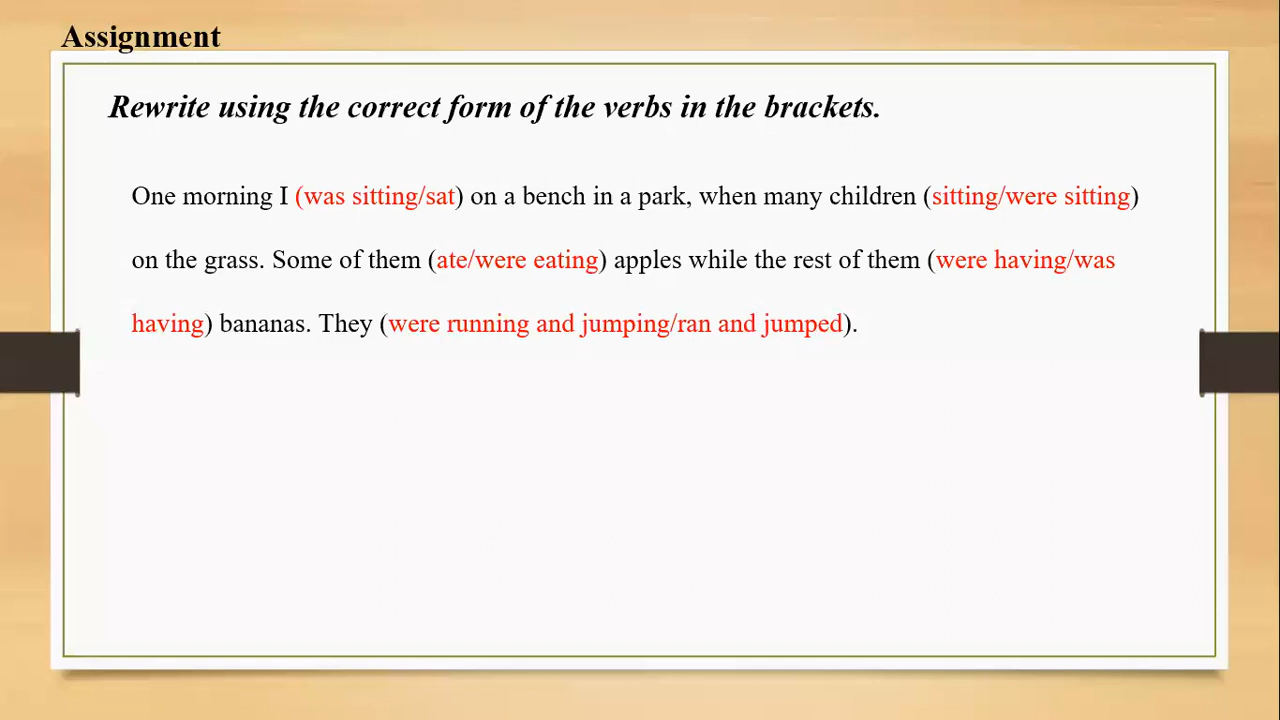 Assignment
Rewrite using the correct form of the verbs in the brackets.
One morning I (was sitting/sat) on a bench in a park, when many children (sitting/were sitting)
on the grass. Some of them (ate/were eating) apples while the rest of them (were having/was
having) bananas. They (were running and jumping/ran and jumped).